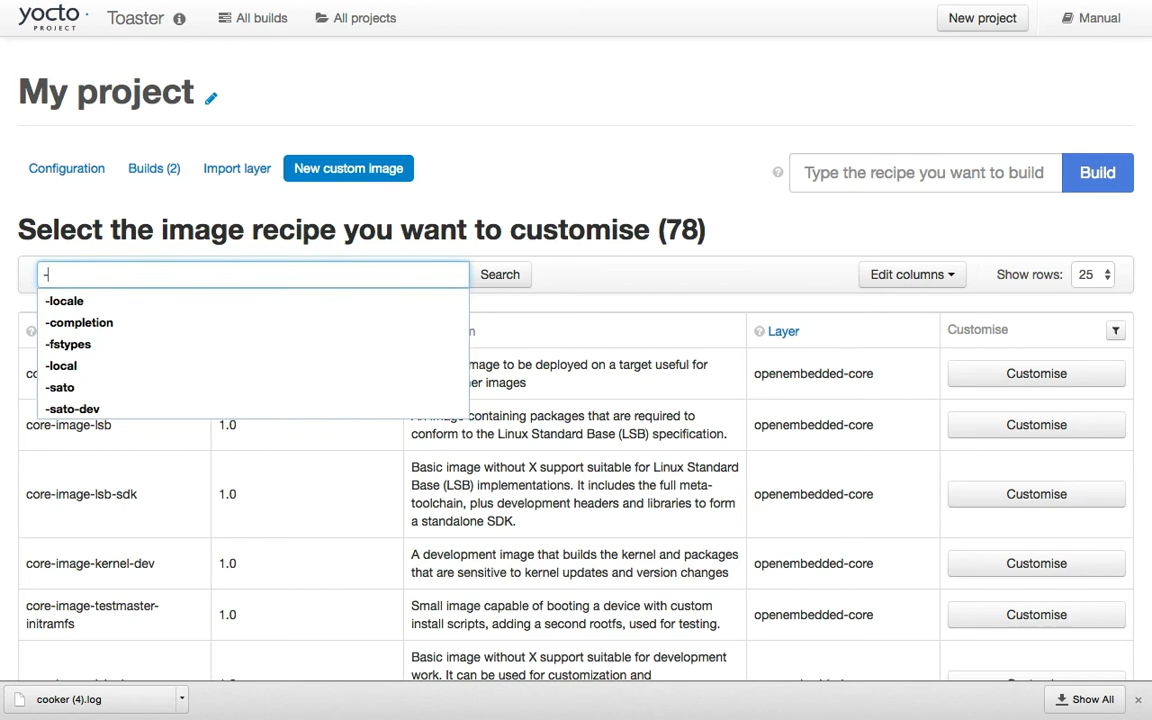 yocto
PROJECT
Toaster
All builds
All projects
New project
Manual
My project
Configuration
Builds (2)
Import layer
New custom image
Type the recipe you want to build
Build
Select the image recipe you want to customise (78)
-
Search
Edit columns
Show rows: 25
-locale
-completion
-fstypes
-local
-sato
-sato-dev
Layer
Customise
mage to be deployed on a target useful for
er images
openembedded-core
Customise
core-image-lsb
1.0
An image containing packages that are required to
conform to the Linux Standard Base (LSB) specification.
openembedded-core
Customise
core-image-lsb-sdk
1.0
Basic image without X support suitable for Linux Standard
Base (LSB) implementations. It includes the full meta-
toolchain, plus development headers and libraries to form
a standalone SDK.
openembedded-core
Customise
core-image-kernel-dev
1.0
A development image that builds the kernel and packages
that are sensitive to kernel updates and version changes
openembedded-core
Customise
core-image-testmaster-
initramfs
1.0
Small image capable of booting a device with custom
install scripts, adding a second rootfs, used for testing.
openembedded-core
Customise
Basic image without X support suitable for development
work. It can be used for customization and
cooker (4).log
Show All